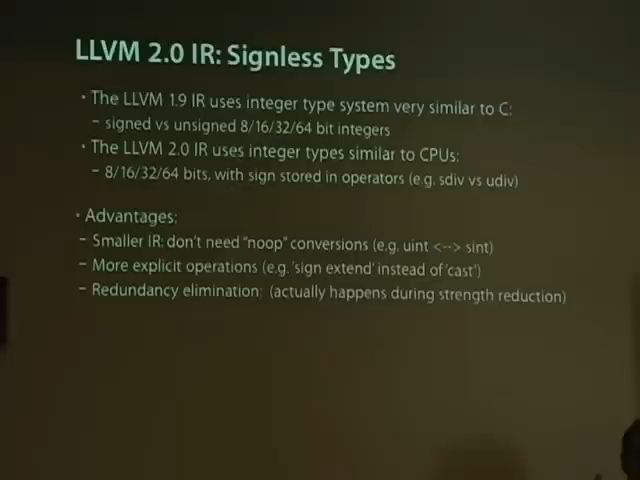 LLVM 2.0 IR: Signless Types
• The LLVM 1.9 IR uses integer type system very similar to C:
– signed vs unsigned 8/16/32/64 bit integers
• The LLVM 2.0 IR uses integer types similar to CPUs:
– 8/16/32/64 bits, with sign stored in operators (e.g. sdiv vs udiv)
• Advantages:
– Smaller IR: don't need "noop" conversions (e.g. uint <--> sint)
– More explicit operations (e.g. 'sign extend' instead of 'cast')
– Redundancy elimination: (actually happens during strength reduction)